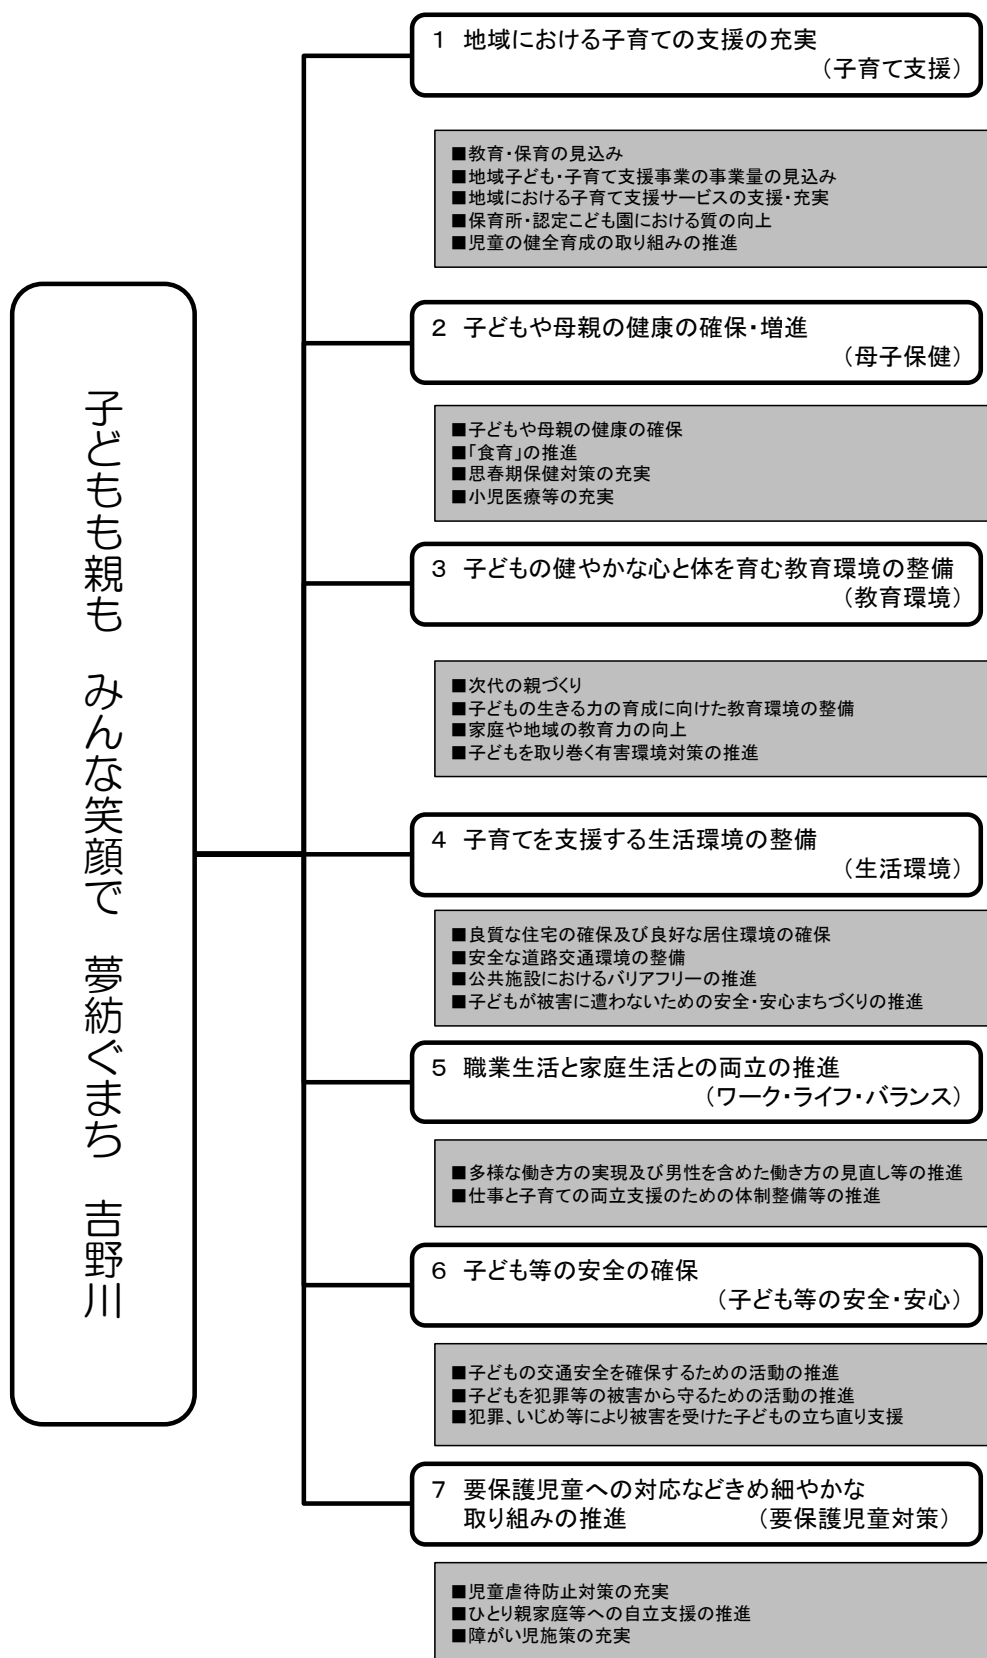 子どもも親も　みんな笑顔で　夢紡ぐまち　吉野川
１ 地域における子育ての支援の充実
（子育て支援）
■教育・保育の見込み
■地域子ども・子育て支援事業の事業量の見込み
■地域における子育て支援サービスの支援・充実
■保育所・認定こども園における質の向上
■児童の健全育成の取り組みの推進
２ 子どもや母親の健康の確保・増進
（母子保健）
■子どもや母親の健康の確保
■「食育」の推進
■思春期保健対策の充実
■小児医療等の充実
３ 子どもの健やかな心と体を育む教育環境の整備
（教育環境）
■次代の親づくり
■子どもの生きる力の育成に向けた教育環境の整備
■家庭や地域の教育力の向上
■子どもを取り巻く有害環境対策の推進
４ 子育てを支援する生活環境の整備
（生活環境）
■良質な住宅の確保及び良好な居住環境の確保
■安全な道路交通環境の整備
■公共施設におけるバリアフリーの推進
■子どもが被害に遭わないための安全・安心まちづくりの推進
５ 職業生活と家庭生活との両立の推進
（ワーク・ライフ・バランス）
■多様な働き方の実現及び男性を含めた働き方の見直し等の推進
■仕事と子育ての両立支援のための体制整備等の推進
６ 子ども等の安全の確保
（子ども等の安全・安心）
■子どもの交通安全を確保するための活動の推進
■子どもを犯罪等の被害から守るための活動の推進
■犯罪、いじめ等により被害を受けた子どもの立ち直り支援
７ 要保護児童への対応などきめ細やかな
取り組みの推進　　　　（要保護児童対策）
■児童虐待防止対策の充実
■ひとり親家庭等への自立支援の推進
■障がい児施策の充実